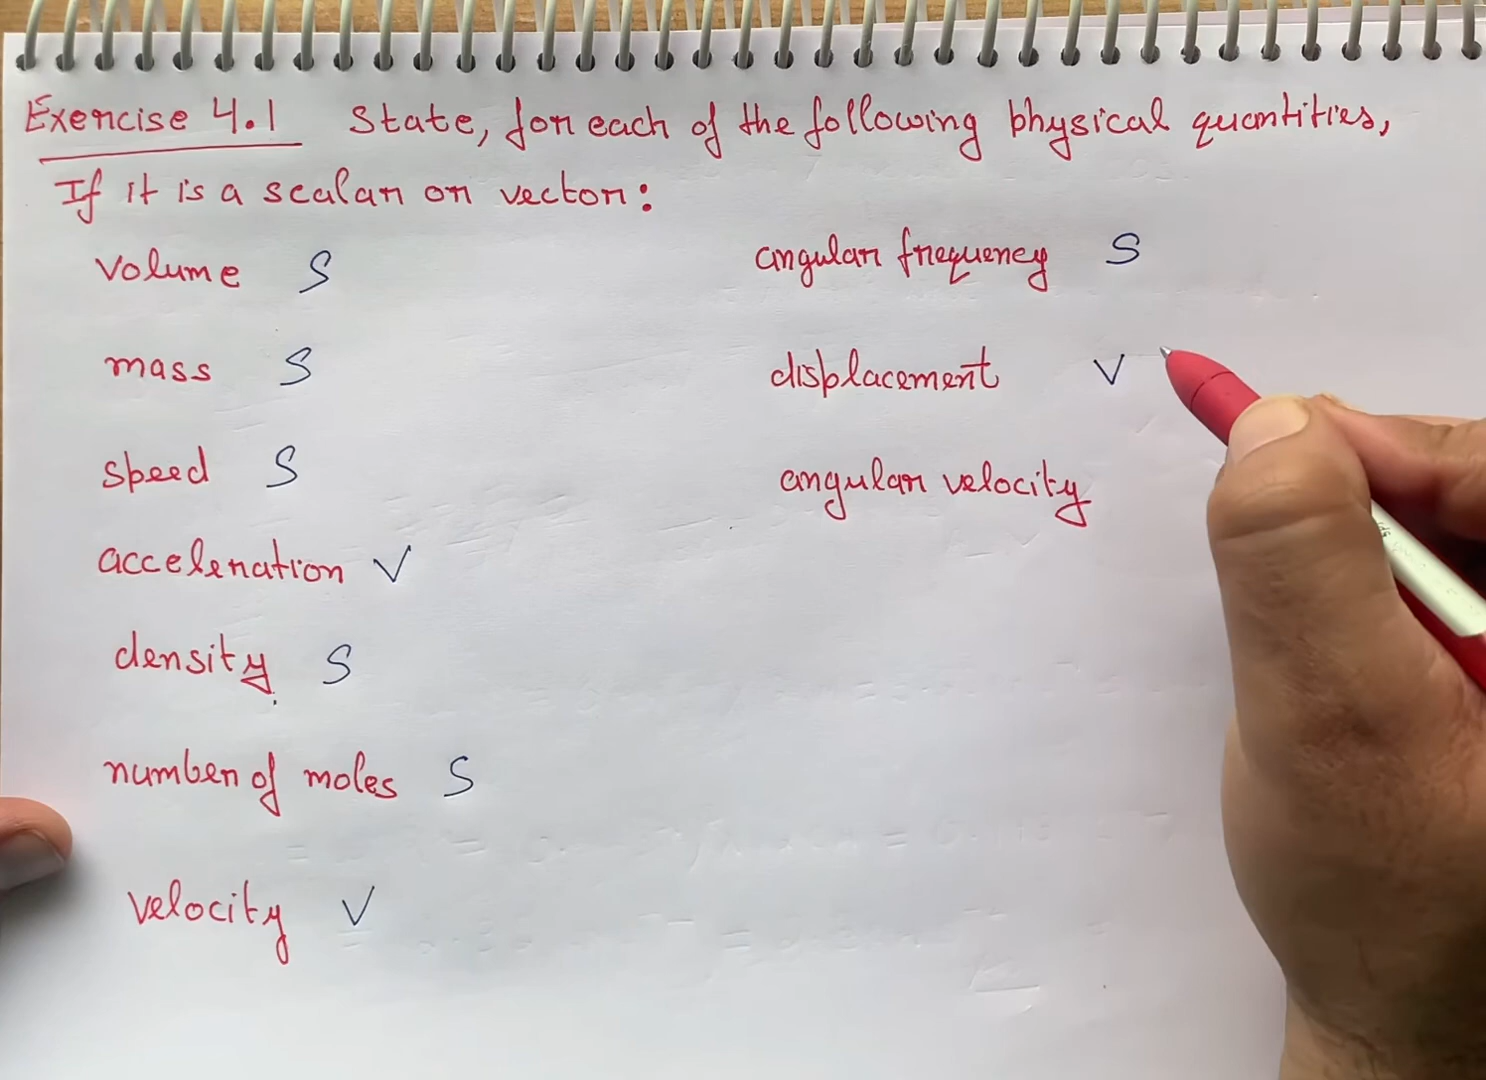 Exercise 4.1 State, for each of the following physical quantities,
If it is a scalar or vector:
volume S
mass S
speed S
acceleration V
density S
number of moles S
velocity V
angular frequency S
displacement V
angular velocity